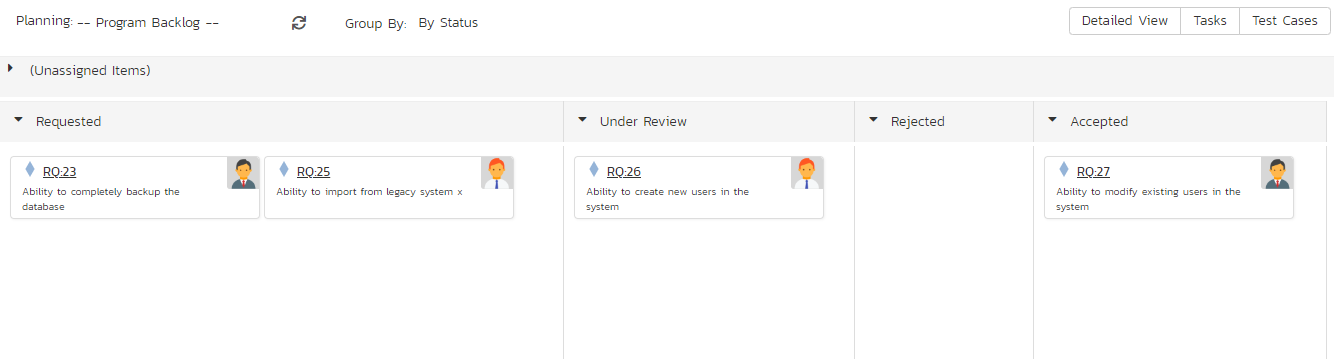 Planning: -- Program Backlog --
Group By: By Status
Detailed View
Tasks
Test Cases
(Unassigned Items)
Requested
Under Review
Rejected
Accepted
RQ:23
Ability to completely backup the
database
RQ:25
Ability to import from legacy system x
RQ:26
Ability to create new users in the
system
RQ:27
Ability to modify existing users in the
system